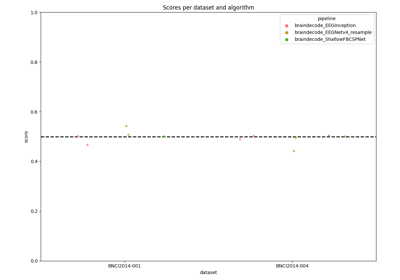 Scores per dataset and algorithm
pipeline
braindecode_EEGInception
braindecode_EEGNetv4_resample
braindecode_ShallowFBCSPNet
1.0
0.8
0.6
0.4
0.2
0.0
score
BNCI2014-001
BNCI2014-004
dataset